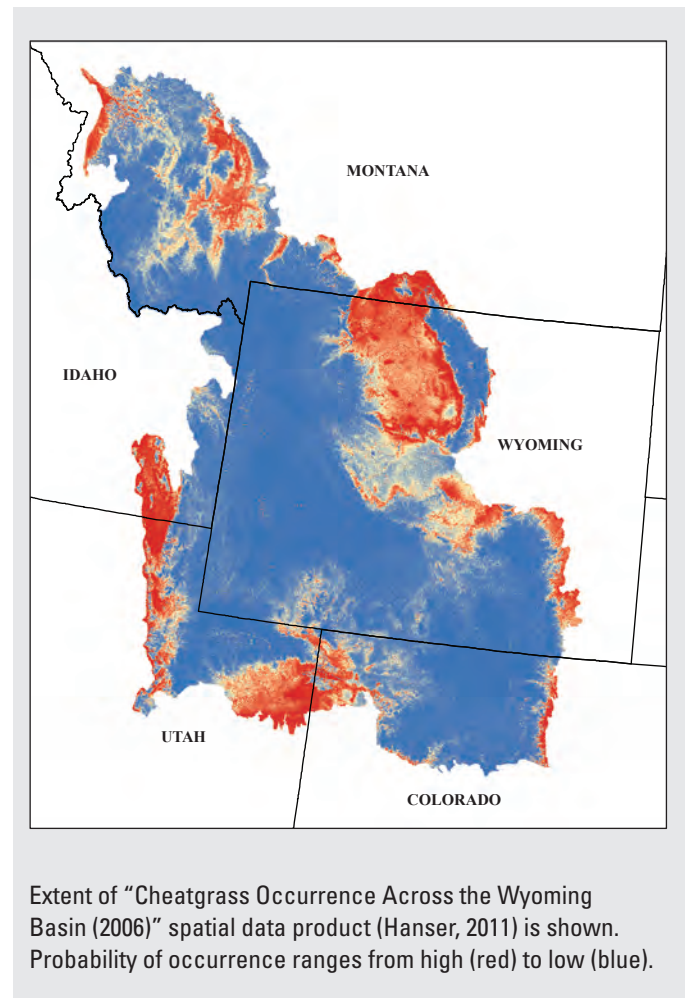 MONTANA
IDAHO
WYOMING
UTAH
COLORADO
Extent of “Cheatgrass Occurrence Across the Wyoming
Basin (2006)” spatial data product (Hanser, 2011) is shown.
Probability of occurrence ranges from high (red) to low (blue).